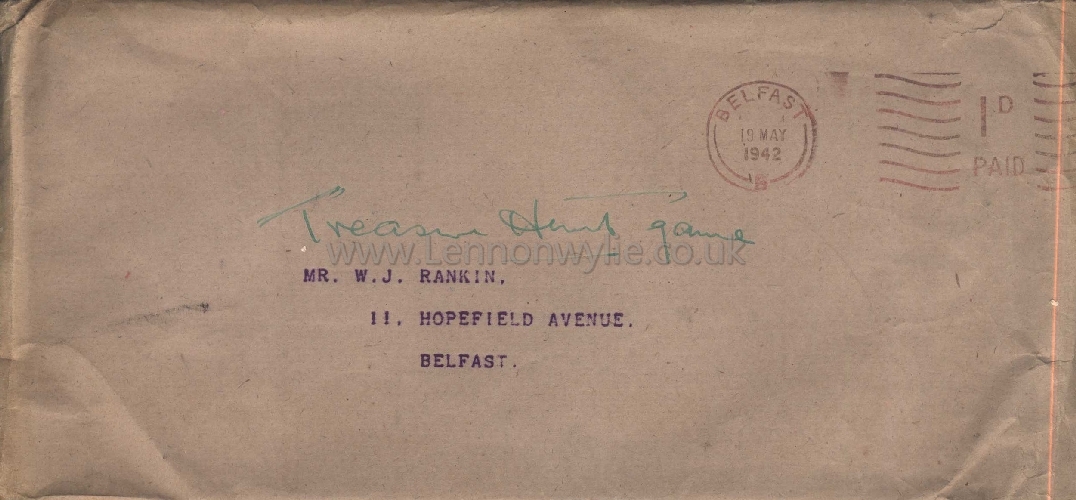 BELFAST
19 MAY
1942
1D
PAID
Treasure Hunt game
www.Lennonwylie.co.uk
MR. W.J. RANKIN,
11, HOPEFIELD AVENUE.
BELFAST.